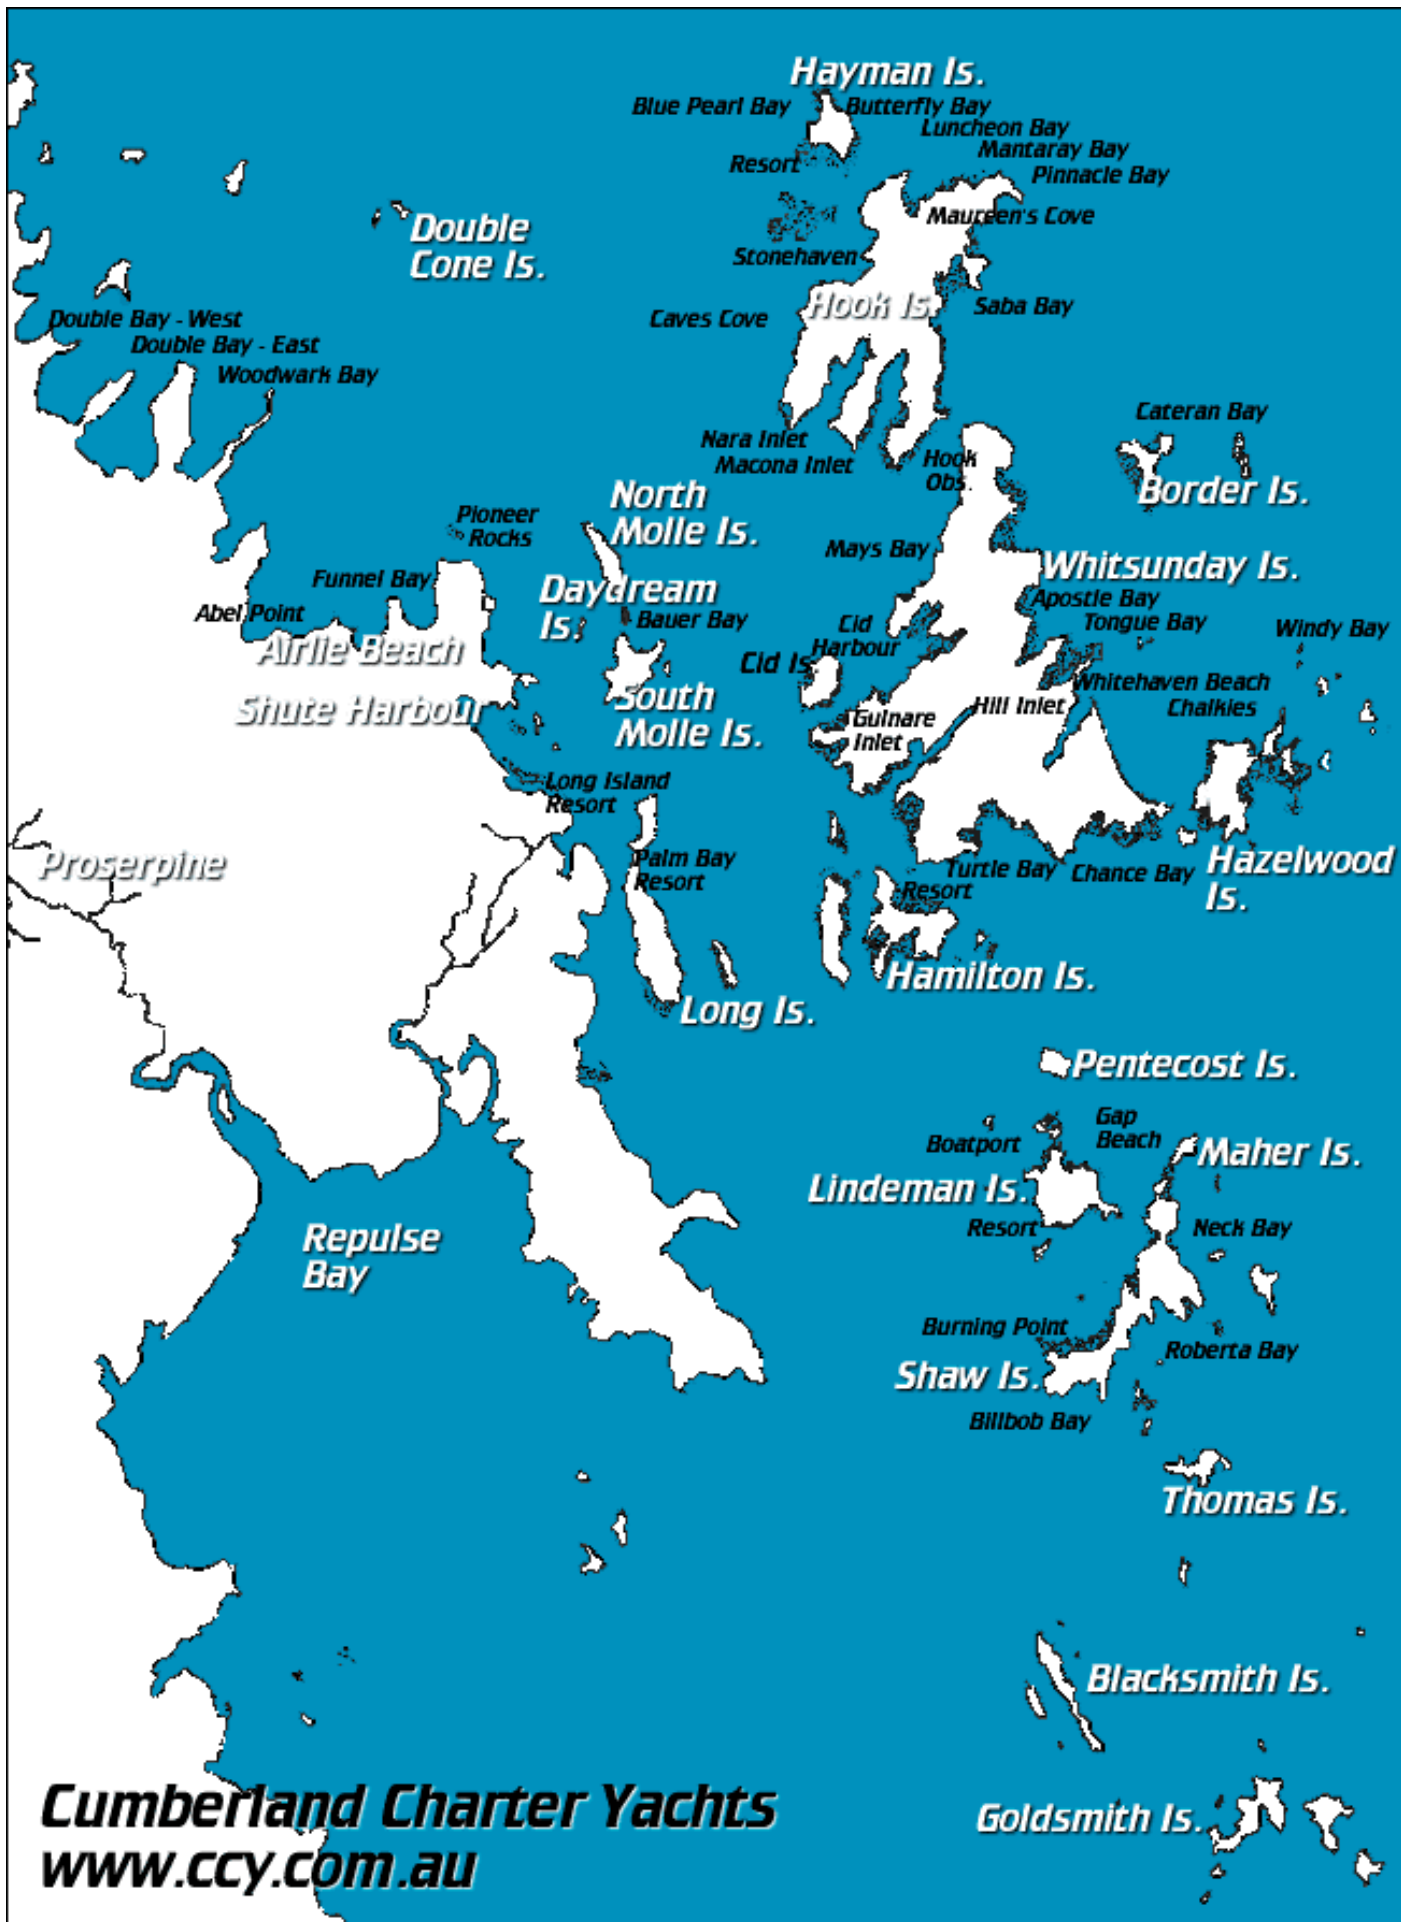 Hayman Is.
Blue Pearl Bay
Butterfly Bay
Luncheon Bay
Mantaray Bay
Resort
Pinnacle Bay
Maureen's Cove
Double
Cone Is.
Stonehaven
Hook Is.
Saba Bay
Caves Cove
Double Bay - West
Double Bay - East
Woodwark Bay
Cateran Bay
Nara Inlet
Macona Inlet
Hook
Obs.
Border Is.
North
Molle Is.
Pioneer
Rocks
Mays Bay
Whitsunday Is.
Funnel Bay
Daydream
Is.
Apostle Bay
Abel Point
Bauer Bay
Cid
Harbour
Tongue Bay
Windy Bay
Airlie Beach
Cid Is.
Whitehaven Beach
Chalkies
Shute Harbour
South
Molle Is.
Gulnare
Inlet
Hill Inlet
Long Island
Resort
Proserpine
Palm Bay
Resort
Turtle Bay
Chance Bay
Hazelwood
Is.
Resort
Hamilton Is.
Long Is.
Pentecost Is.
Gap
Beach
Boatport
Maher Is.
Lindeman Is.
Resort
Neck Bay
Repulse
Bay
Burning Point
Roberta Bay
Shaw Is.
Billbob Bay
Thomas Is.
Blacksmith Is.
Goldsmith Is.
Cumberland Charter Yachts
www.ccy.com.au